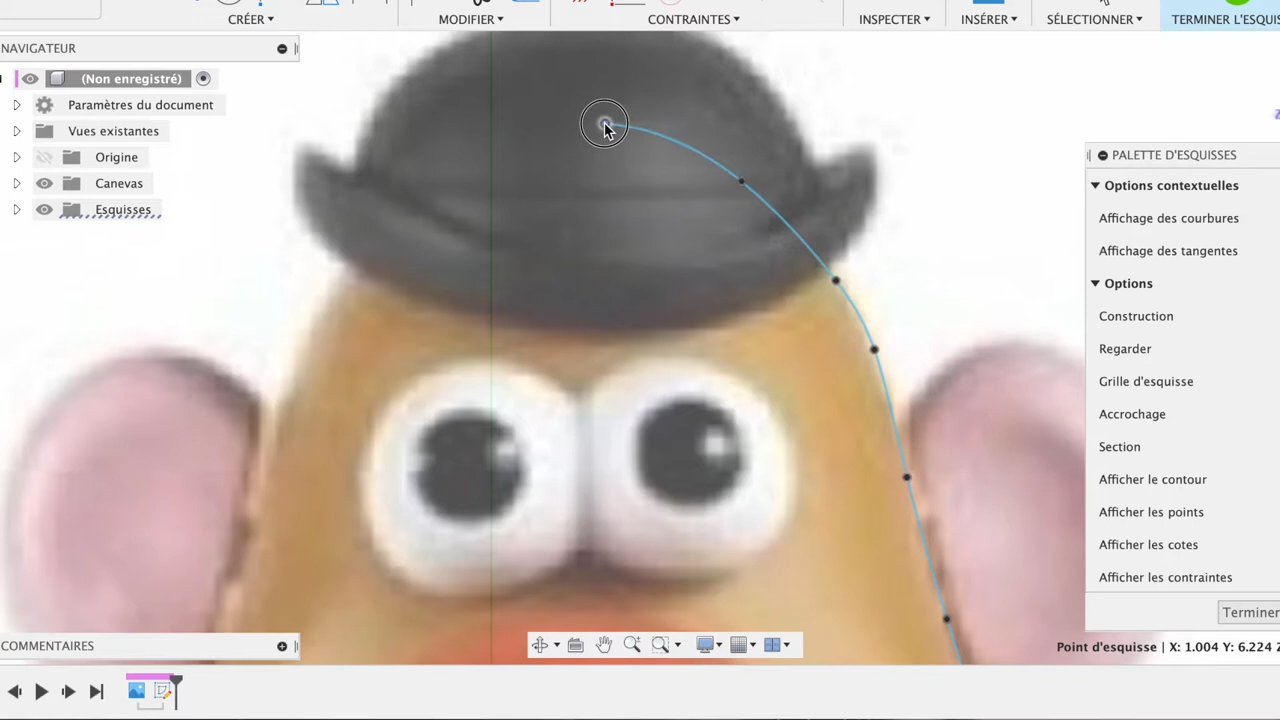 CRÉER ▾ MODIFIER ▾ CONTRAINTES ▾ INSPECTER ▾ INSÉRER ▾ SÉLECTIONNER ▾ TERMINER L'ESQUIS
NAVIGATEUR
(Non enregistré)
Paramètres du document
Vues existantes
Origine
Canevas
Esquisses
PALETTE D'ESQUISSES
Options contextuelles
Affichage des courbures
Affichage des tangentes
Options
Construction
Regarder
Grille d'esquisse
Accrochage
Section
Afficher le contour
Afficher les points
Afficher les cotes
Afficher les contraintes
Terminer
COMMENTAIRES
Point d'esquisse | X: 1.004 Y: 6.224 Z